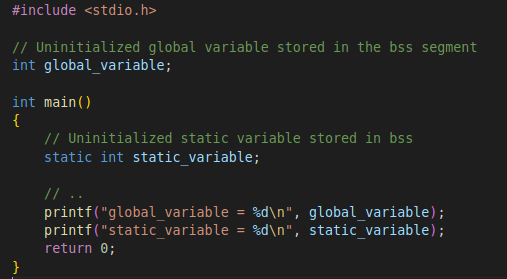 #include <stdio.h>
// Uninitialized global variable stored in the bss segment
int global_variable;
int main()
{
    // Uninitialized static variable stored in bss
    static int static_variable;
    // ..
    printf("global_variable = %d\n", global_variable);
    printf("static_variable = %d\n", static_variable);
    return 0;
}